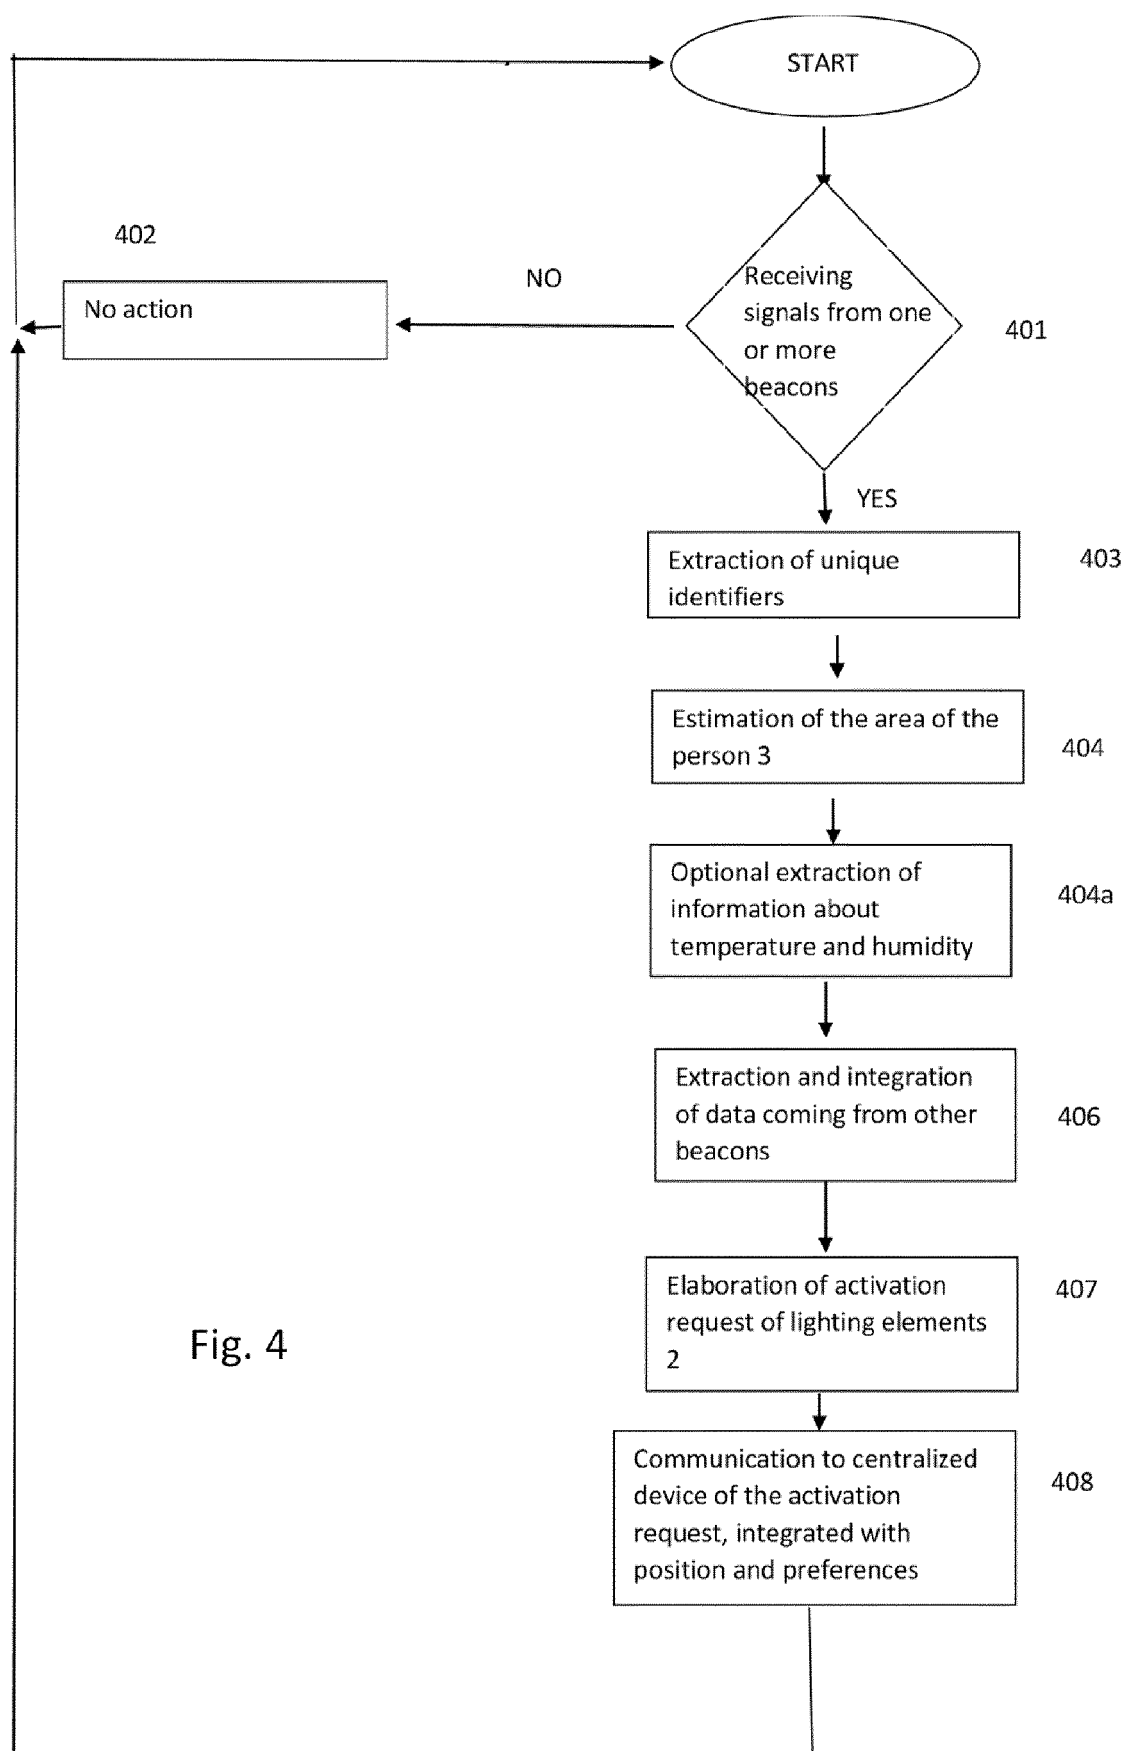 START
402
NO
No action
Receiving
signals from one
or more
beacons
401
YES
Extraction of unique
identifiers
403
Estimation of the area of the
person 3
404
Optional extraction of
information about
temperature and humidity
404a
Extraction and integration
of data coming from other
beacons
406
Elaboration of activation
request of lighting elements
2
407
Fig. 4
Communication to centralized
device of the activation
request, integrated with
position and preferences
408